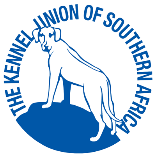 THE KENNEL UNION OF SOUTHERN AFRICA